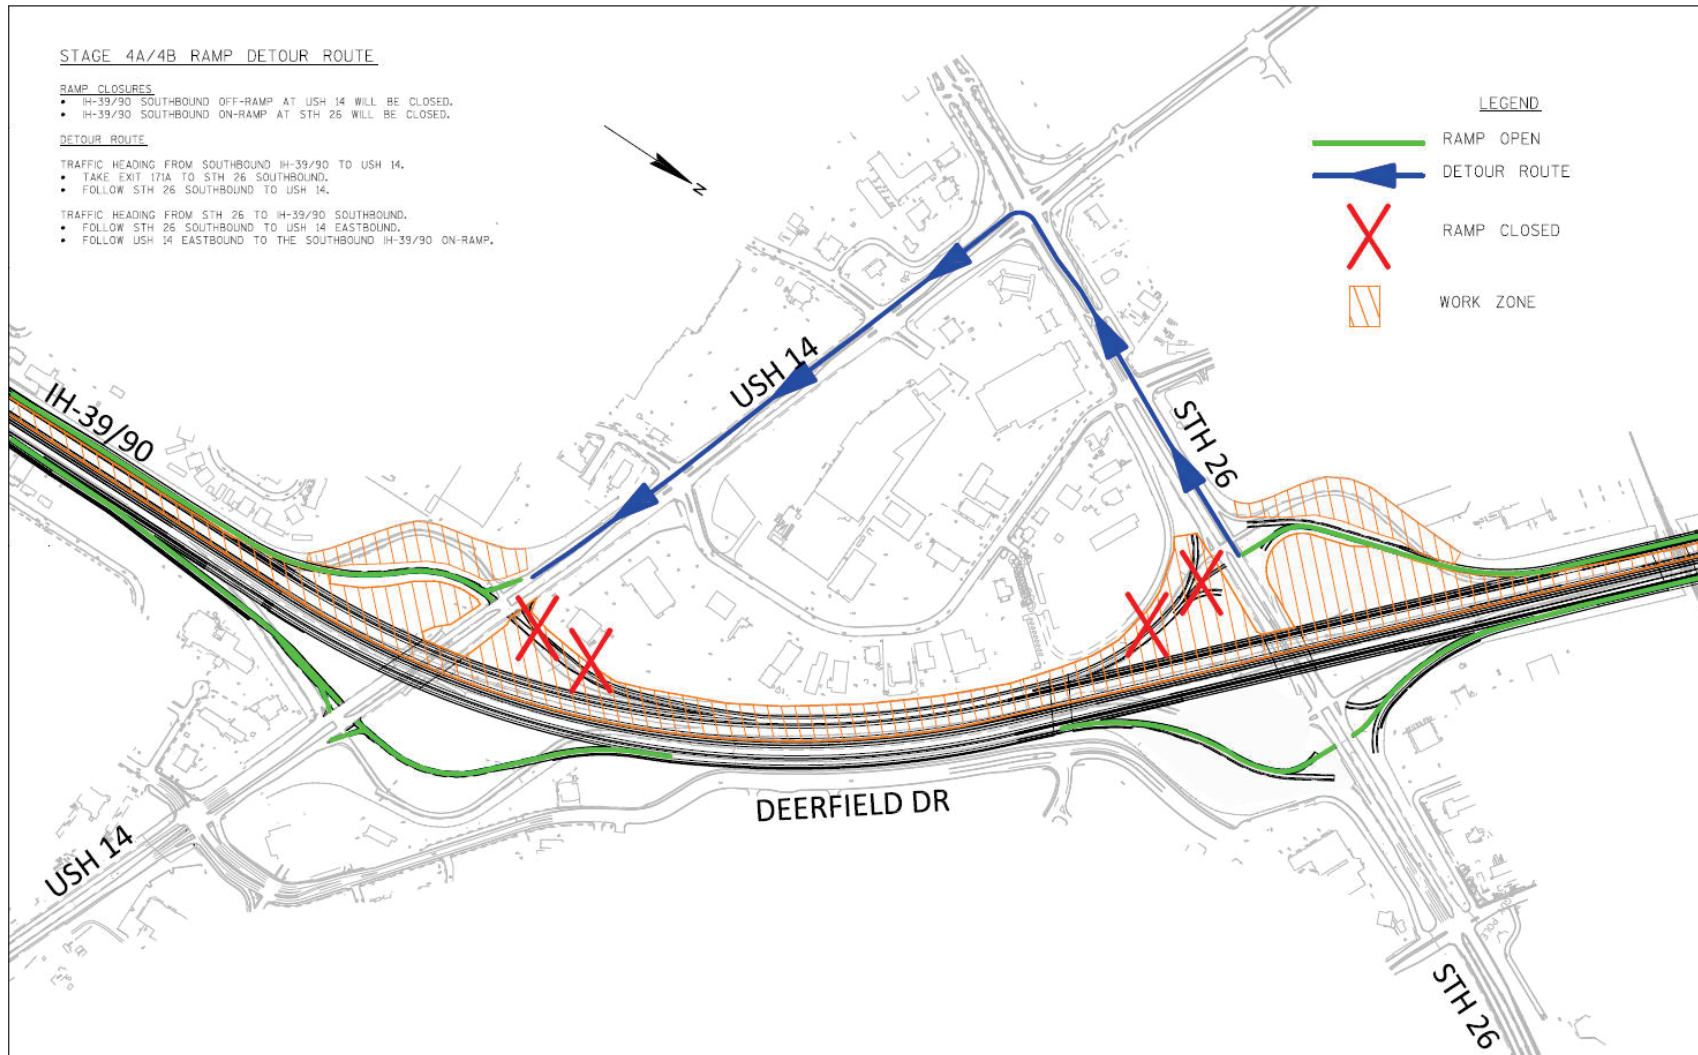 STAGE 4A/4B RAMP DETOUR ROUTE
RAMP CLOSURES
• IH-39/90 SOUTHBOUND OFF-RAMP AT USH 14 WILL BE CLOSED.
• IH-39/90 SOUTHBOUND ON-RAMP AT STH 26 WILL BE CLOSED.
DETOUR ROUTE
TRAFFIC HEADING FROM SOUTHBOUND IH-39/90 TO USH 14.
• TAKE EXIT 171A TO STH 26 SOUTHBOUND.
• FOLLOW STH 26 SOUTHBOUND TO USH 14.
TRAFFIC HEADING FROM STH 26 TO IH-39/90 SOUTHBOUND.
• FOLLOW STH 26 SOUTHBOUND TO USH 14 EASTBOUND.
• FOLLOW USH 14 EASTBOUND TO THE SOUTHBOUND IH-39/90 ON-RAMP.
N
LEGEND
RAMP OPEN
DETOUR ROUTE
RAMP CLOSED
WORK ZONE
USH 14
IH-39/90
STH 26
DEERFIELD DR
USH 14
STH 26